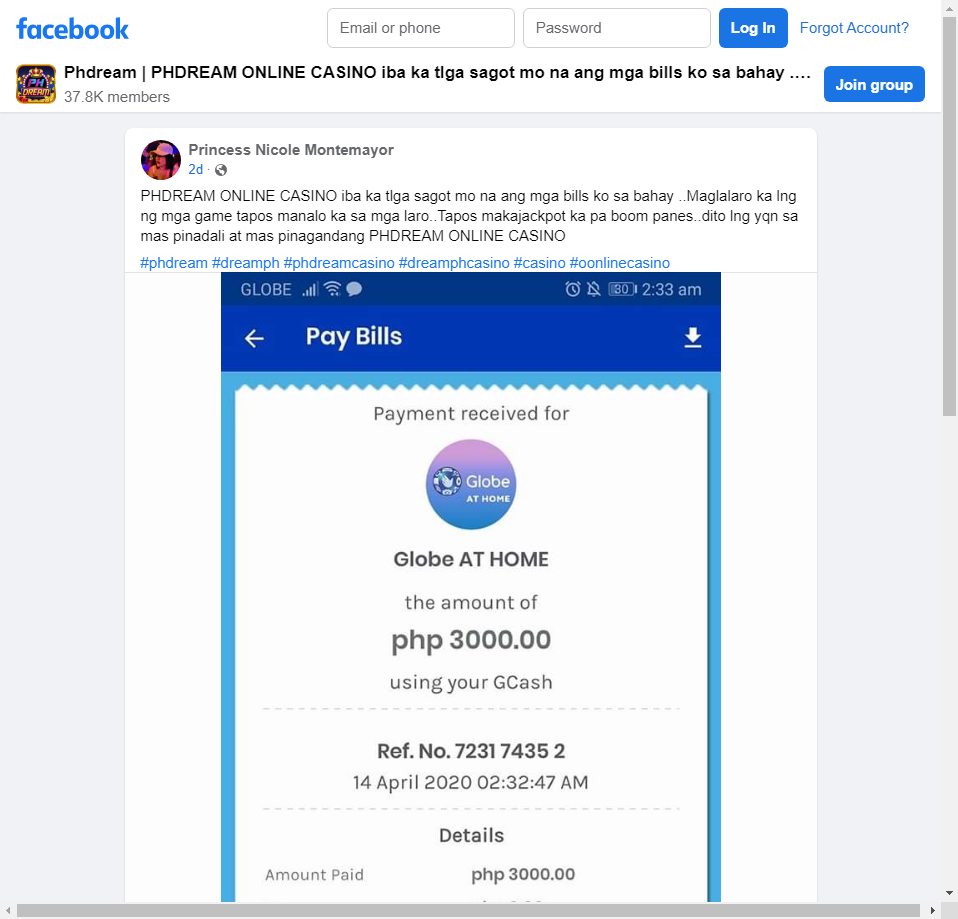 facebook
Email or phone
Password
Log In
Forgot Account?
PH
DREAM
Phdream | PHDREAM ONLINE CASINO iba ka tlga sagot mo na ang mga bills ko sa bahay ….
37.8K members
Join group
Princess Nicole Montemayor
2d ·
PHDREAM ONLINE CASINO iba ka tlga sagot mo na ang mga bills ko sa bahay ..Maglalaro ka lng
ng mga game tapos manalo ka sa mga laro..Tapos makajackpot ka pa boom panes..dito lng yqn sa
mas pinadali at mas pinagandang PHDREAM ONLINE CASINO
#phdream #dreamph #phdreamcasino #dreamphcasino #casino #oonlinecasino
GLOBE
30
2:33 am
Pay Bills
Payment received for
Globe
AT HOME
Globe AT HOME
the amount of
php 3000.00
using your GCash
Ref. No. 7231 7435 2
14 April 2020 02:32:47 AM
Details
Amount Paid php 3000.00